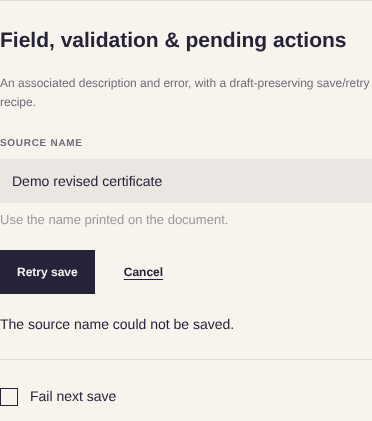 Field, validation & pending actions
An associated description and error, with a draft-preserving save/retry
recipe.
SOURCE NAME
Demo revised certificate
Use the name printed on the document.
Retry save Cancel
The source name could not be saved.
Fail next save